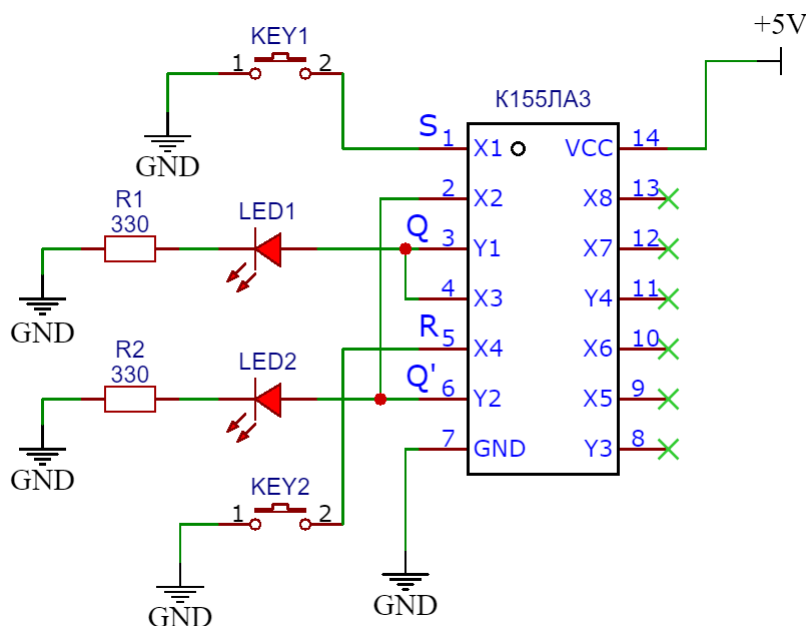 +5V
KEY1
1 2
К155ЛА3
GND
S 1 X1 VCC 14
2 X2 X8 13
R1
330
LED1
Q 3 Y1 X7 12
GND
4 X3 Y4 11
R 5 X4 X6 10
R2
330
LED2
Q' 6 Y2 X5 9
GND
7 GND Y3 8
KEY2
1 2
GND
GND